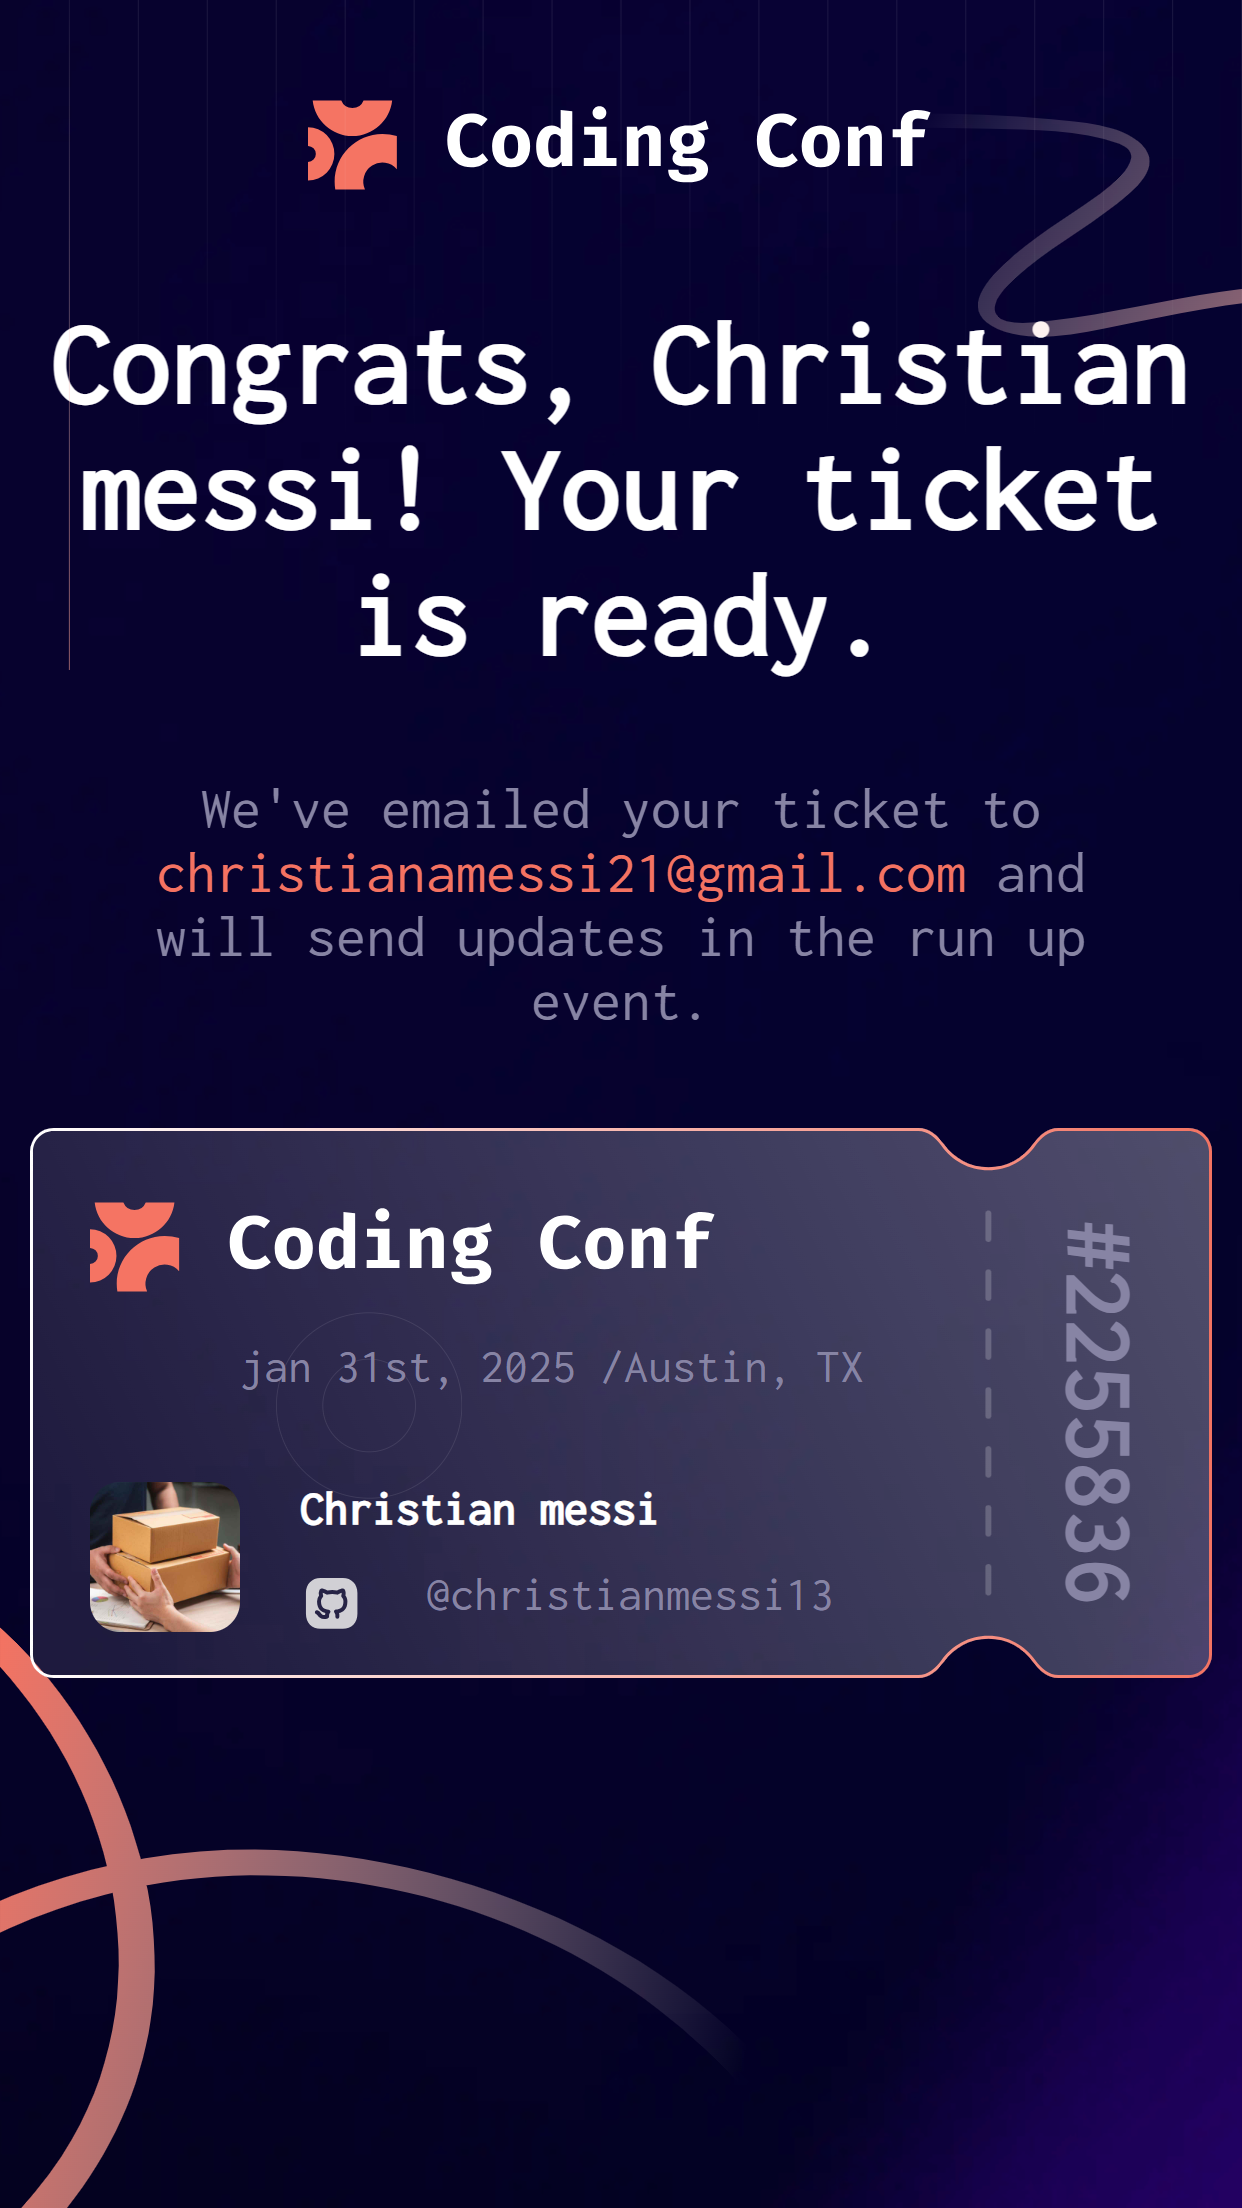 Coding Conf
Congrats, Christian
messi! Your ticket
is ready.
We've emailed your ticket to
christianamessi21@gmail.com and
will send updates in the run up
event.
Coding Conf
jan 31st, 2025 /Austin, TX
Christian messi
@christianmessi13
#2255836